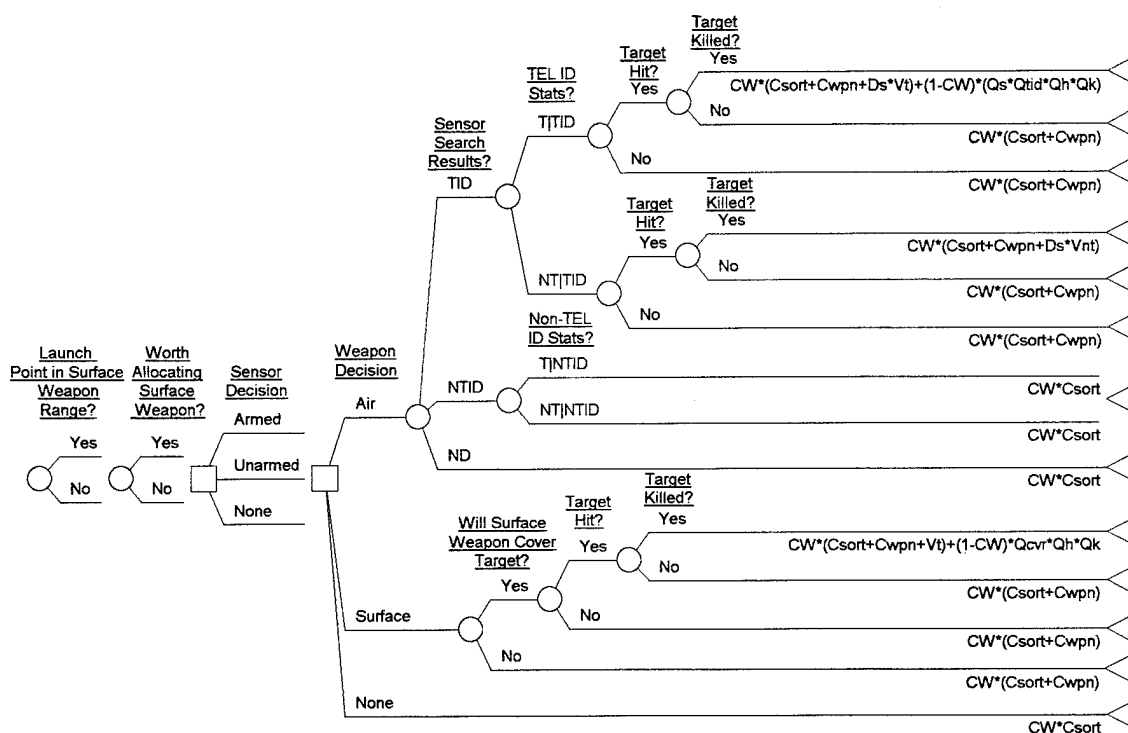 Target
Killed?
Yes
Target
Hit?
Yes
TEL ID
Stats?
T|TID
CW*(Csort+Cwpn+Ds*Vt)+(1-CW)*(Qs*Qtid*Qh*Qk)
No
CW*(Csort+Cwpn)
No
CW*(Csort+Cwpn)
Sensor
Search
Results?
TID
Target
Killed?
Yes
Target
Hit?
Yes
CW*(Csort+Cwpn+Ds*Vnt)
No
CW*(Csort+Cwpn)
NT|TID
No
CW*(Csort+Cwpn)
Non-TEL
ID Stats?
T|NTID
CW*Csort
NTID
NT|NTID
CW*Csort
ND
CW*Csort
Launch
Point in Surface
Weapon
Range?
Yes
No
Worth
Allocating
Surface
Weapon?
Yes
No
Sensor
Decision
Armed
Unarmed
None
Weapon
Decision
Air
Target
Killed?
Yes
Target
Hit?
Yes
Will Surface
Weapon Cover
Target?
Yes
CW*(Csort+Cwpn+Vt)+(1-CW)*Qcvr*Qh*Qk
No
CW*(Csort+Cwpn)
No
CW*(Csort+Cwpn)
Surface
No
CW*(Csort+Cwpn)
None
CW*Csort